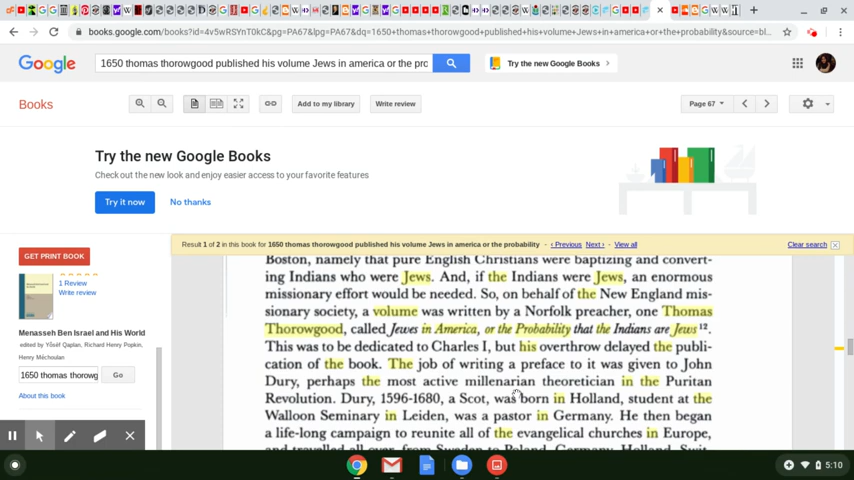 books.google.com/books?id=4v5wRSYnT0kC&pg=PA67&lpg=PA67&dq=1650+thomas+thorowgood+published+his+volume+Jews+in+america+or+the+probability&source=bl...
Google
1650 thomas thorowgood published his volume Jews in america or the pro
Try the new Google Books
Books
Add to my library
Write review
Page 67
Try the new Google Books
Check out the new look and enjoy easier access to your favorite features
Try it now
No thanks
Result 1 of 2 in this book for 1650 thomas thorowgood published his volume Jews in america or the probability - ‹ Previous Next › - View all
Clear search
GET PRINT BOOK
1 Review
Write review
Menasseh Ben Israel and His World
edited by Yôsēf Qaplan, Richard Henry Popkin,
Henry Méchoulan
1650 thomas thorowg
Go
About this book
Boston, namely that pure English Christians were baptizing and convert-
ing Indians who were Jews. And, if the Indians were Jews, an enormous
missionary effort would be needed. So, on behalf of the New England mis-
sionary society, a volume was written by a Norfolk preacher, one Thomas
Thorowgood, called Jewes in America, or the Probability that the Indians are Jews 12.
This was to be dedicated to Charles I, but his overthrow delayed the publi-
cation of the book. The job of writing a preface to it was given to John
Dury, perhaps the most active millenarian theoretician in the Puritan
Revolution. Dury, 1596-1680, a Scot, was born in Holland, student at the
Walloon Seminary in Leiden, was a pastor in Germany. He then began
a life-long campaign to reunite all of the evangelical churches in Europe,
and travelled all over, from Sweden to Poland, Germany, Holland, Swit-
5:10